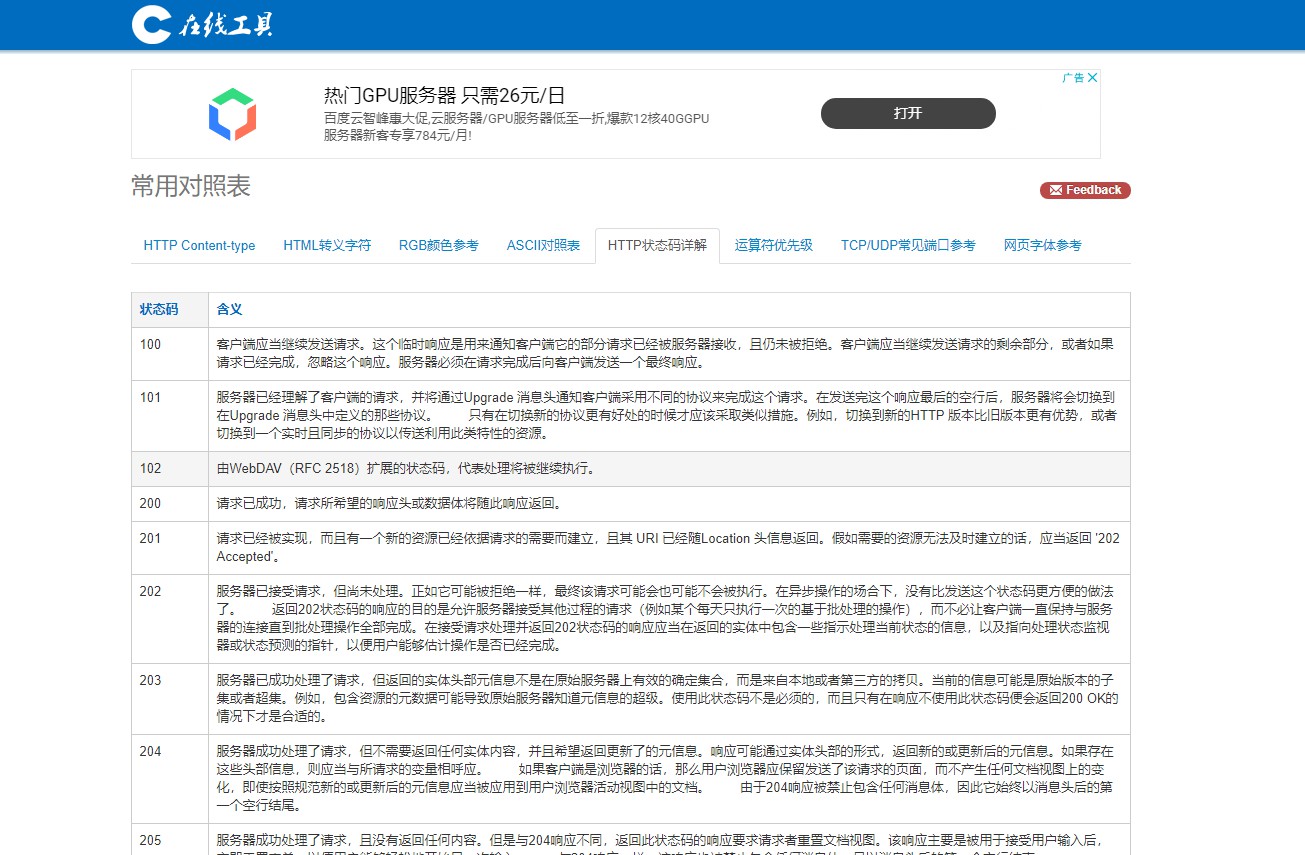 在线工具
广告
热门GPU服务器 只需26元/日
百度云智峰惠大促,云服务器/GPU服务器低至一折,爆款12核40GGPU
服务器新客专享784元/月!
打开
常用对照表
Feedback
HTTP Content-type HTML转义字符 RGB颜色参考 ASCII对照表 HTTP状态码详解 运算符优先级 TCP/UDP常见端口参考 网页字体参考
状态码 含义
100 客户端应当继续发送请求。这个临时响应是用来通知客户端它的部分请求已经被服务器接收，且仍未被拒绝。客户端应当继续发送请求的剩余部分，或者如果
请求已经完成，忽略这个响应。服务器必须在请求完成后向客户端发送一个最终响应。
101 服务器已经理解了客户端的请求，并将通过Upgrade 消息头通知客户端采用不同的协议来完成这个请求。在发送完这个响应最后的空行后，服务器将会切换到
在Upgrade 消息头中定义的那些协议。 只有在切换新的协议更有好处的时候才应该采取类似措施。例如，切换到新的HTTP 版本比旧版本更有优势，或者
切换到一个实时且同步的协议以传送利用此类特性的资源。
102 由WebDAV（RFC 2518）扩展的状态码，代表处理将被继续执行。
200 请求已成功，请求所希望的响应头或数据体将随此响应返回。
201 请求已经被实现，而且有一个新的资源已经依据请求的需要而建立，且其 URI 已经随Location 头信息返回。假如需要的资源无法及时建立的话，应当返回 '202
Accepted'。
202 服务器已接受请求，但尚未处理。正如它可能被拒绝一样，最终该请求可能会也可能不会被执行。在异步操作的场合下，没有比发送这个状态码更方便的做法
了。 返回202状态码的响应的目的是允许服务器接受其他过程的请求（例如某个每天只执行一次的基于批处理的操作），而不必让客户端一直保持与服务
器的连接直到批处理操作全部完成。在接受请求处理并返回202状态码的响应应当在返回的实体中包含一些指示处理当前状态的信息，以及指向处理状态监视
器或状态预测的指针，以便用户能够估计操作是否已经完成。
203 服务器已成功处理了请求，但返回的实体头部元信息不是在原始服务器上有效的确定集合，而是来自本地或者第三方的拷贝。当前的信息可能是原始版本的子
集或者超集。例如，包含资源的元数据可能导致原始服务器知道元信息的超级。使用此状态码不是必须的，而且只有在响应不使用此状态码便会返回200 OK的
情况下才是合适的。
204 服务器成功处理了请求，但不需要返回任何实体内容，并且希望返回更新了的元信息。响应可能通过实体头部的形式，返回新的或更新后的元信息。如果存在
这些头部信息，则应当与所请求的变量相呼应。 如果客户端是浏览器的话，那么用户浏览器应保留发送了该请求的页面，而不产生任何文档视图上的变
化，即使按照规范新的或更新后的元信息应当被应用到用户浏览器活动视图中的文档。 由于204响应被禁止包含任何消息体，因此它始终以消息头后的第
一个空行结尾。
205 服务器成功处理了请求，且没有返回任何内容。但是与204响应不同，返回此状态码的响应要求请求者重置文档视图。该响应主要是被用于接受用户输入后，